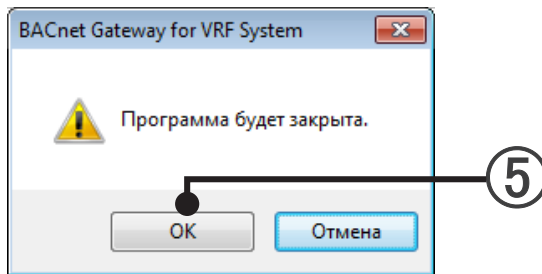 BACnet Gateway for VRF System
Программа будет закрыта.
5
OK
Отмена